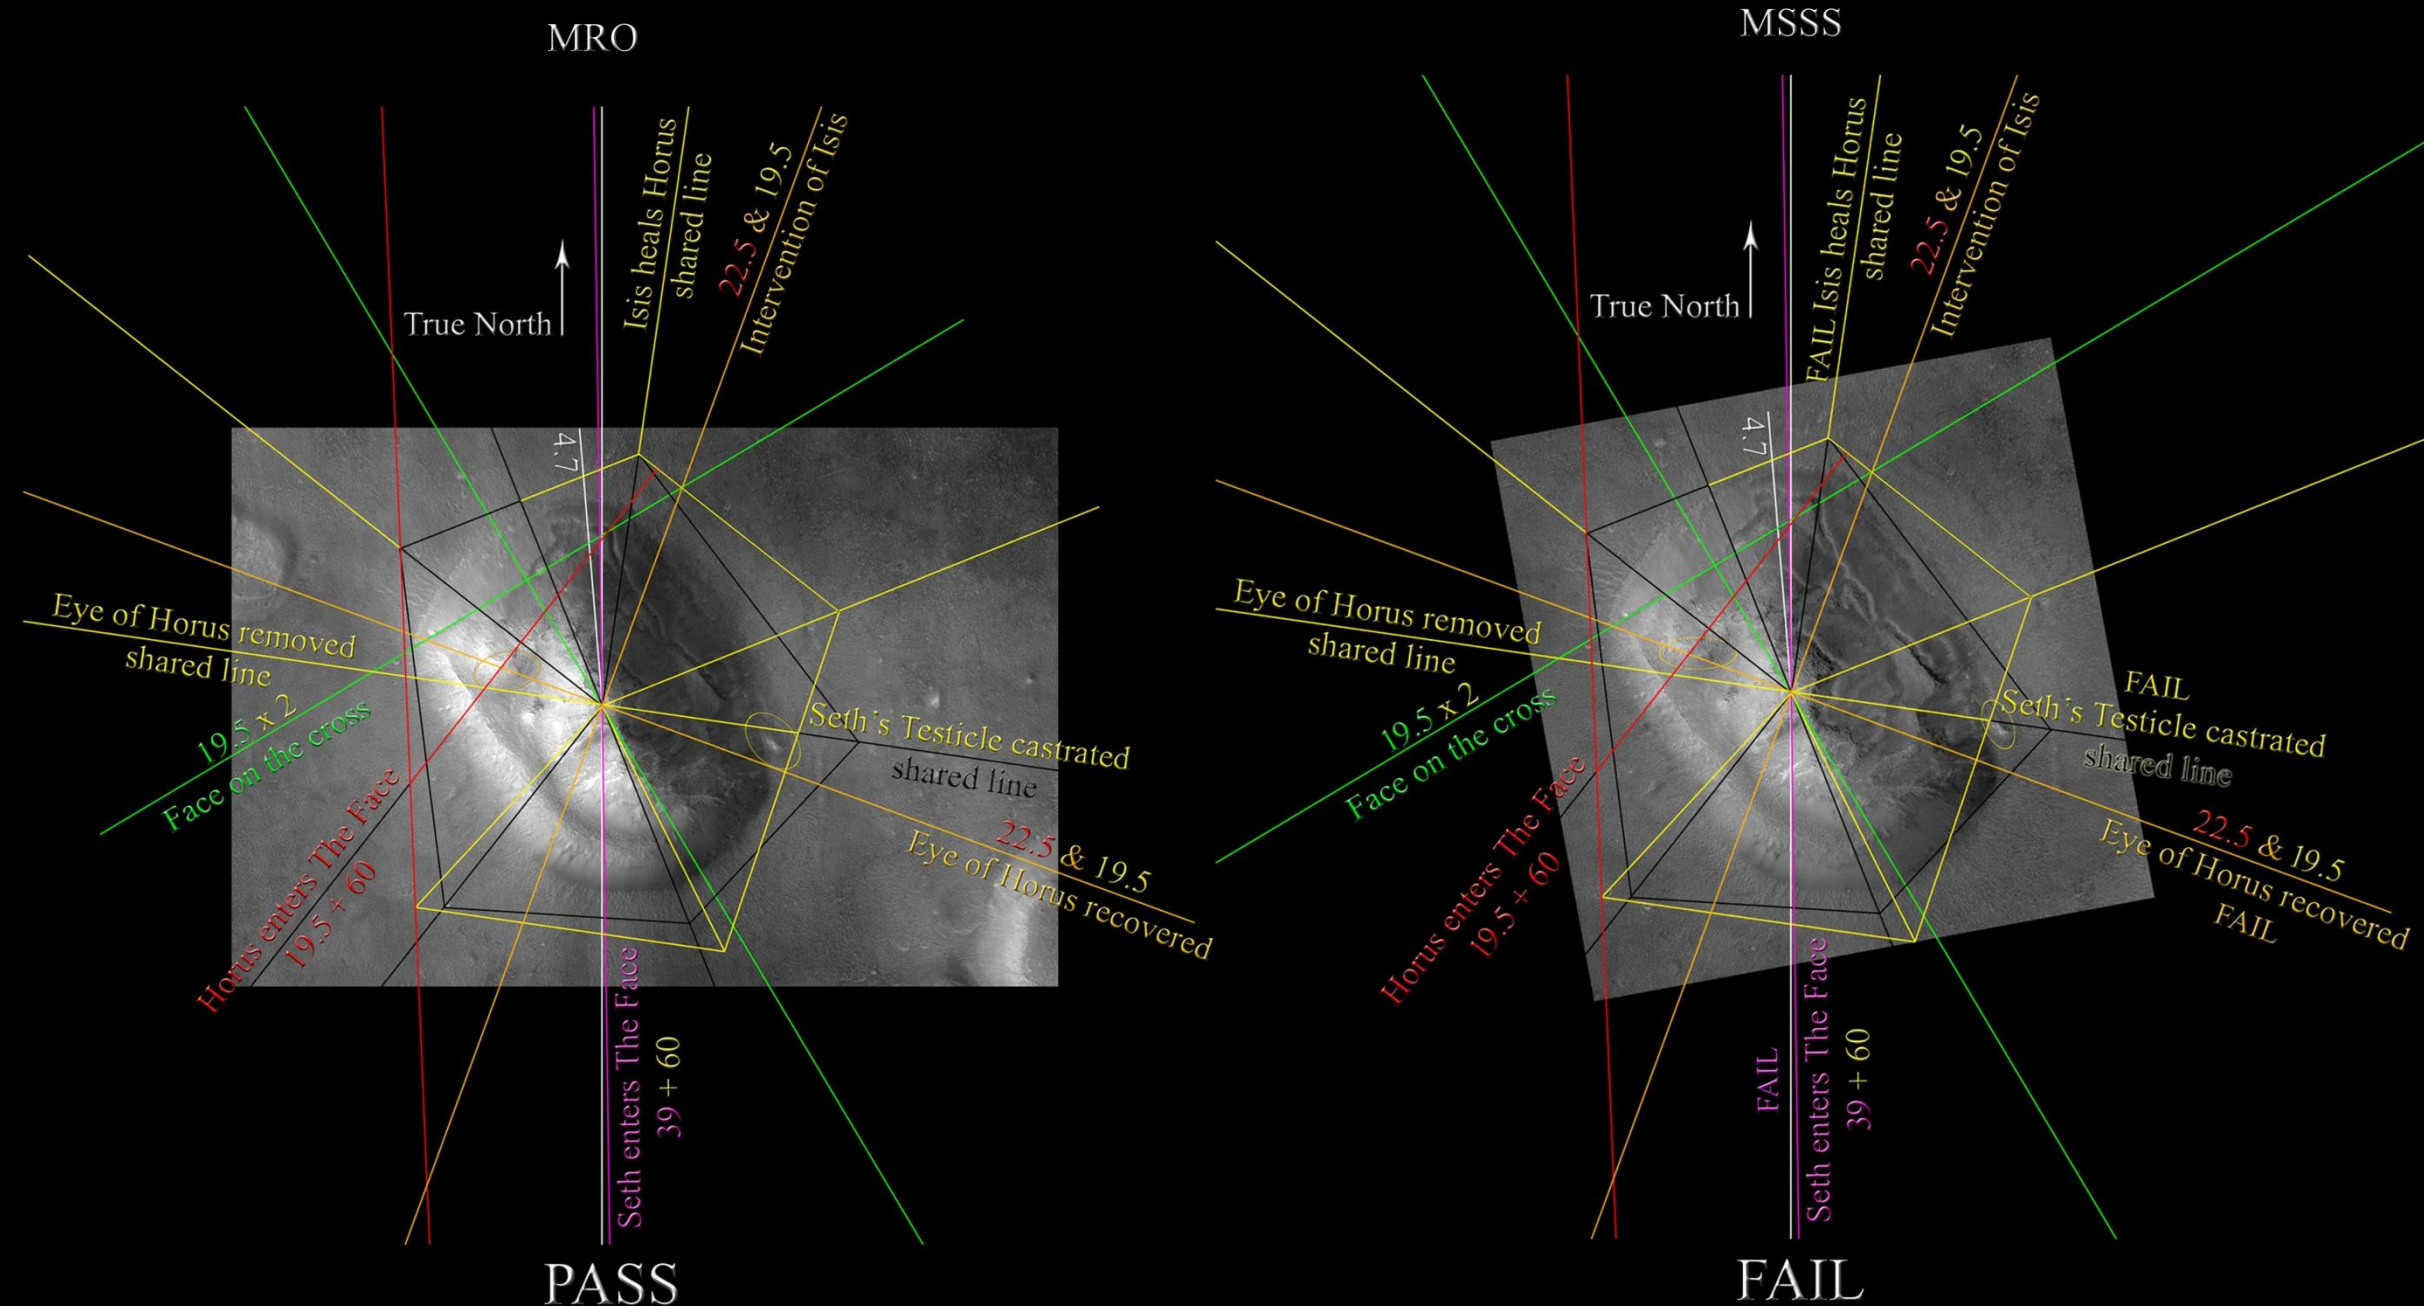 MRO
Isis heals Horus
shared line
22.5 & 19.5
Intervention of Isis
True North
4.7
Eye of Horus removed
shared line
19.5 x 2
Face on the cross
Horus enters The Face
19.5 + 60
Seth's Testicle castrated
shared line
22.5 & 19.5
Eye of Horus recovered
Seth enters The Face
39 + 60
PASS
MSSS
FAIL Isis heals Horus
shared line
22.5 & 19.5
Intervention of Isis
True North
4.7
Eye of Horus removed
shared line
19.5 x 2
Face on the cross
Horus enters The Face
19.5 + 60
FAIL
Seth's Testicle castrated
shared line
22.5 & 19.5
Eye of Horus recovered
FAIL
FAIL
Seth enters The Face
39 + 60
FAIL